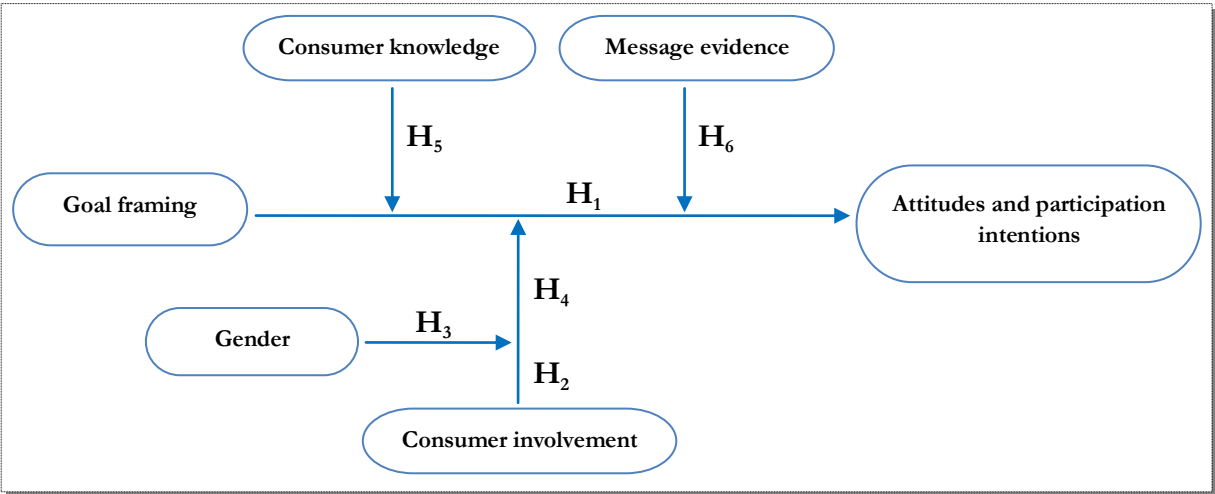 Consumer knowledge
Message evidence
H5
H6
Goal framing
H1
Attitudes and participation
intentions
H4
Gender
H3
H2
Consumer involvement